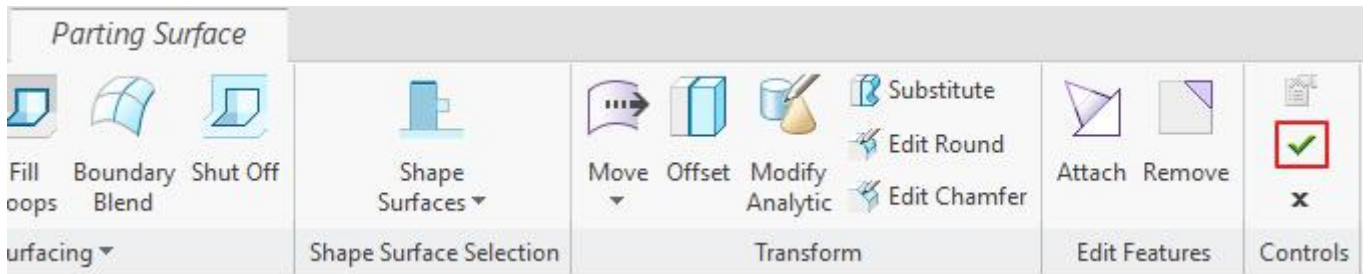 Parting Surface
Fill
oops
Boundary
Blend
Shut Off
urfacing
Shape
Surfaces
Shape Surface Selection
Move
Offset
Modify
Analytic
Substitute
Edit Round
Edit Chamfer
Transform
Attach
Remove
Edit Features
Controls